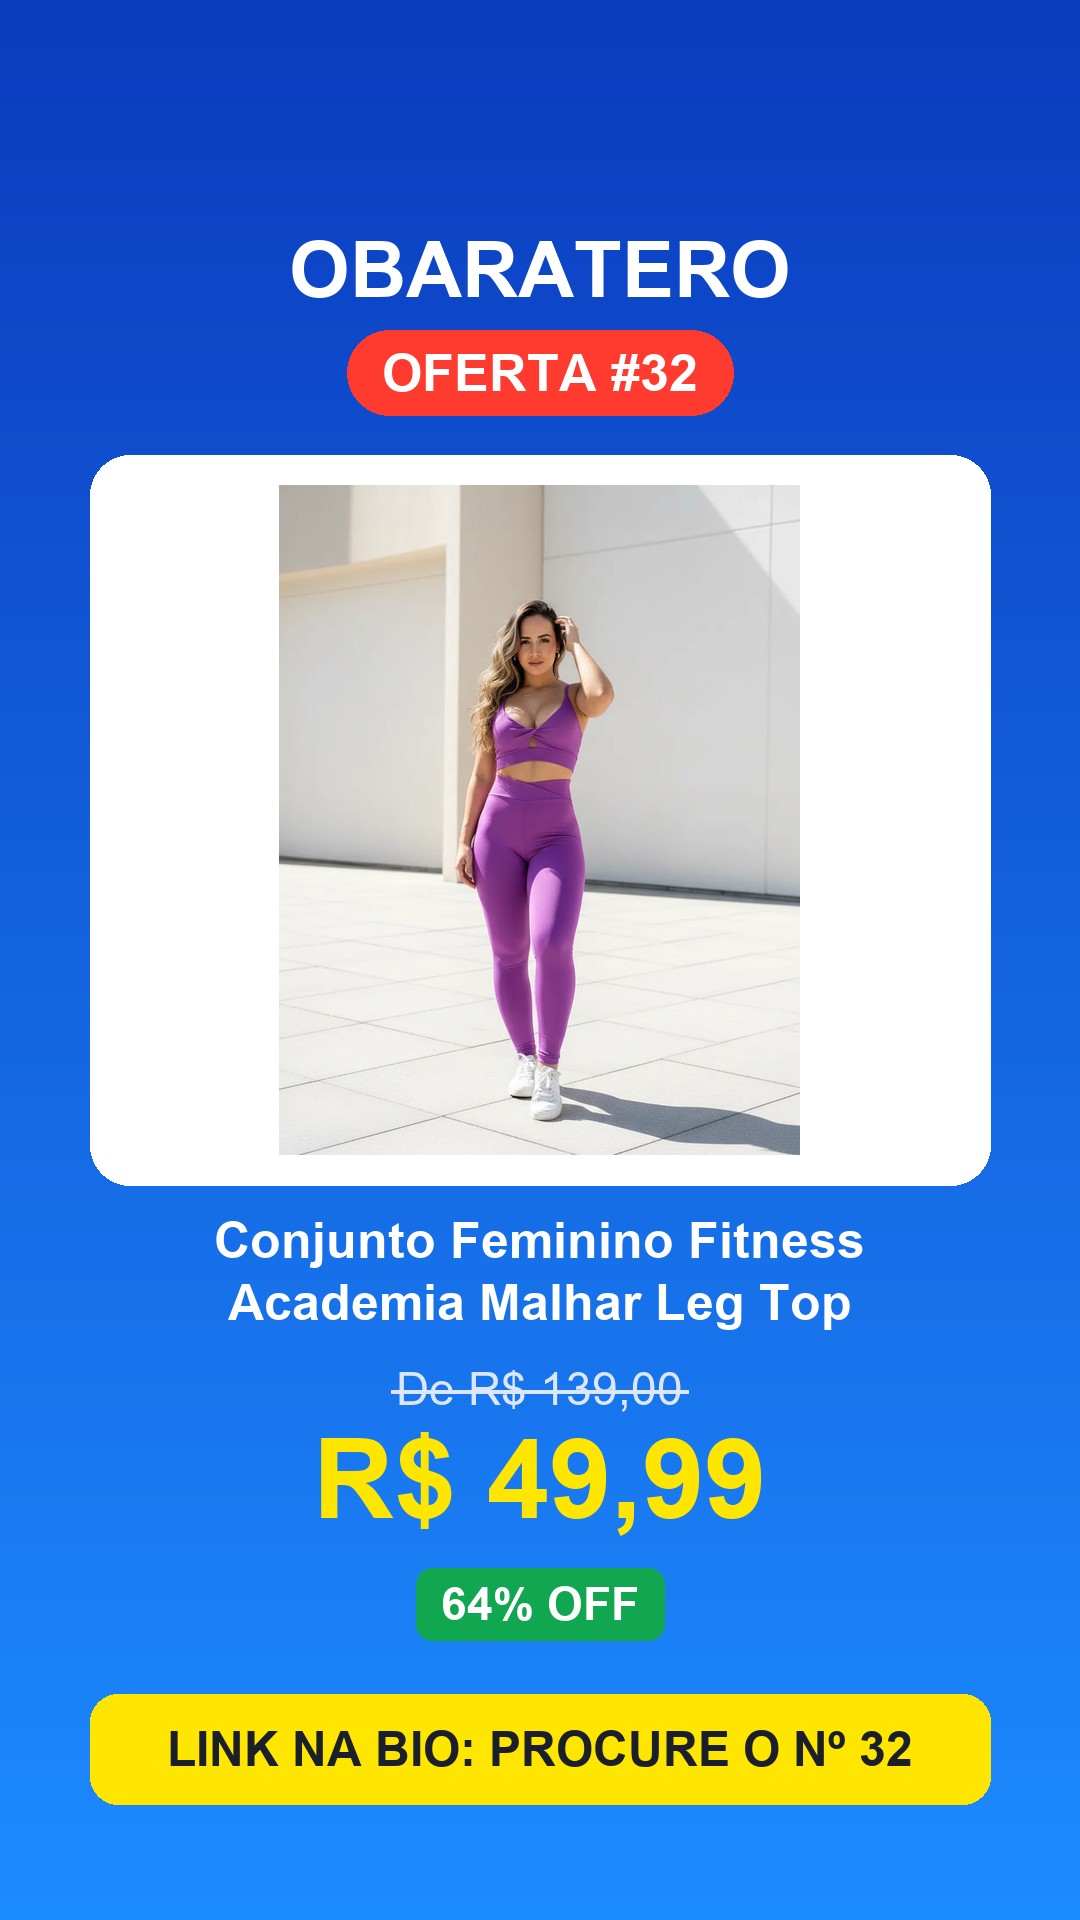 OBARATERO
OFERTA #32
Conjunto Feminino Fitness
Academia Malhar Leg Top
De R$ 139,00
R$ 49,99
64% OFF
LINK NA BIO: PROCURE O Nº 32